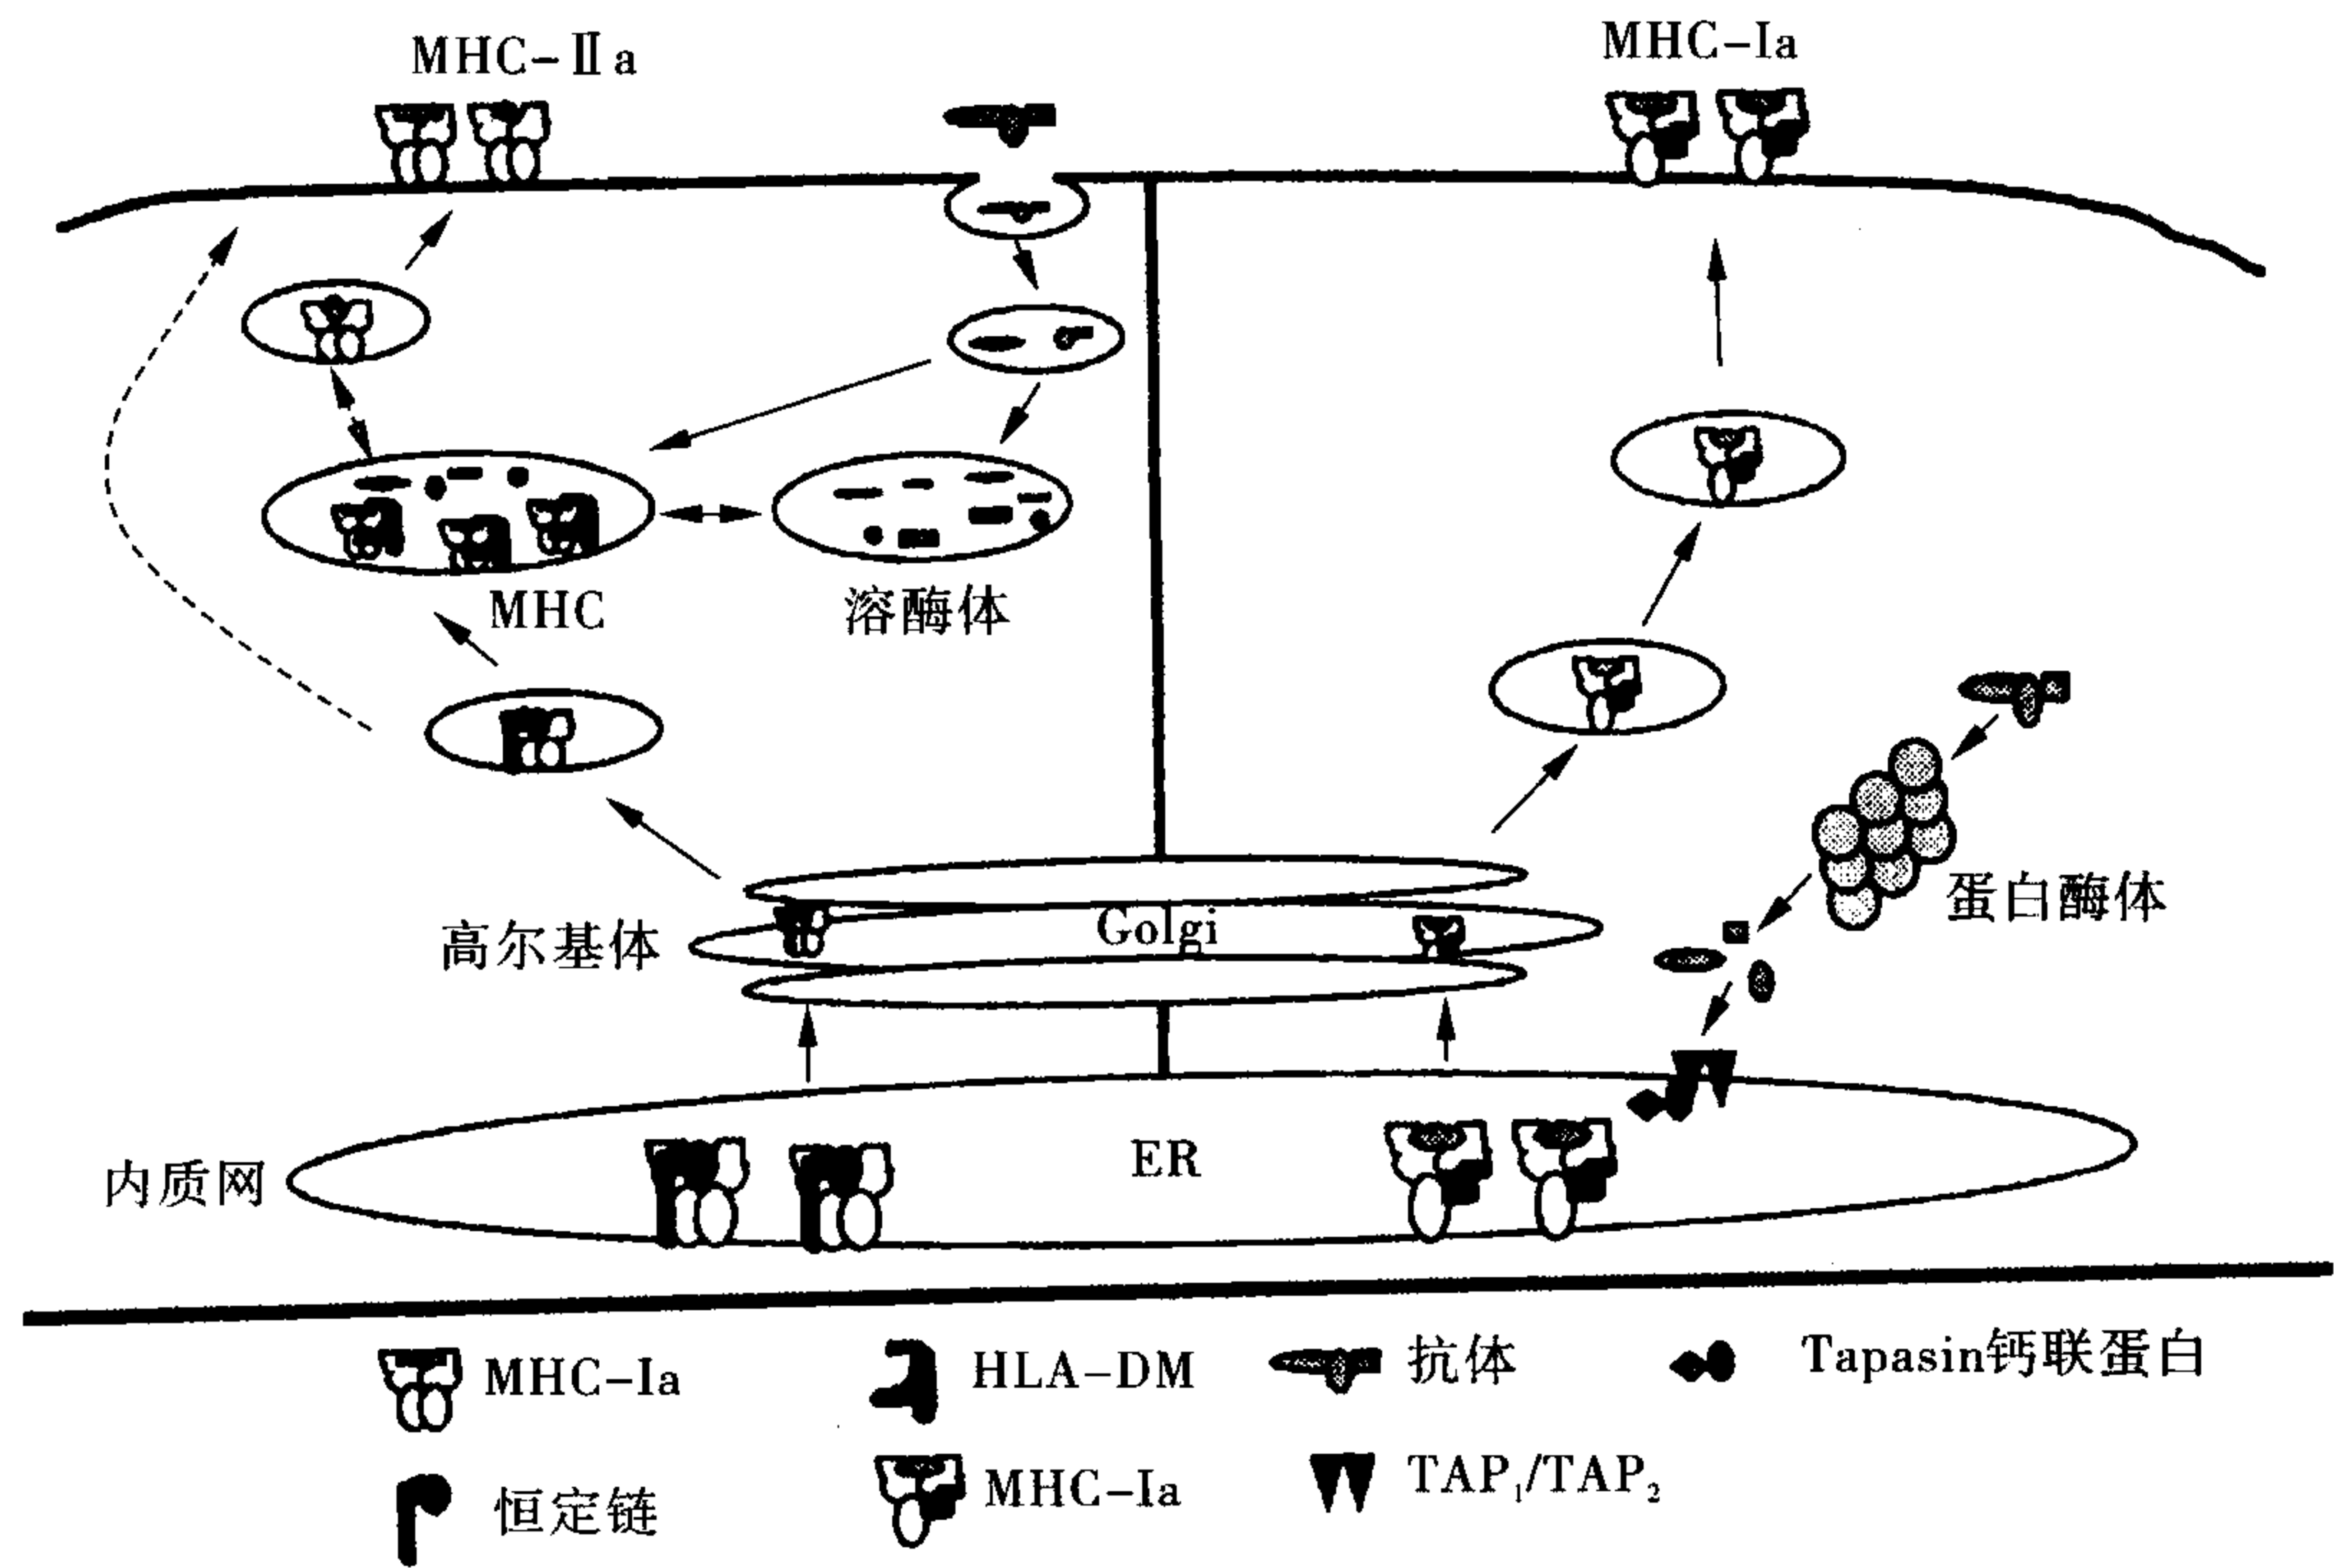 MHC-Ⅱa
MHC-Ia
MHC
溶酶体
蛋白酶体
高尔基体
Golgi
内质网
ER
MHC-Ia
HLA-DM
抗体
Tapasin钙联蛋白
恒定链
MHC-Ia
TAP₁/TAP₂